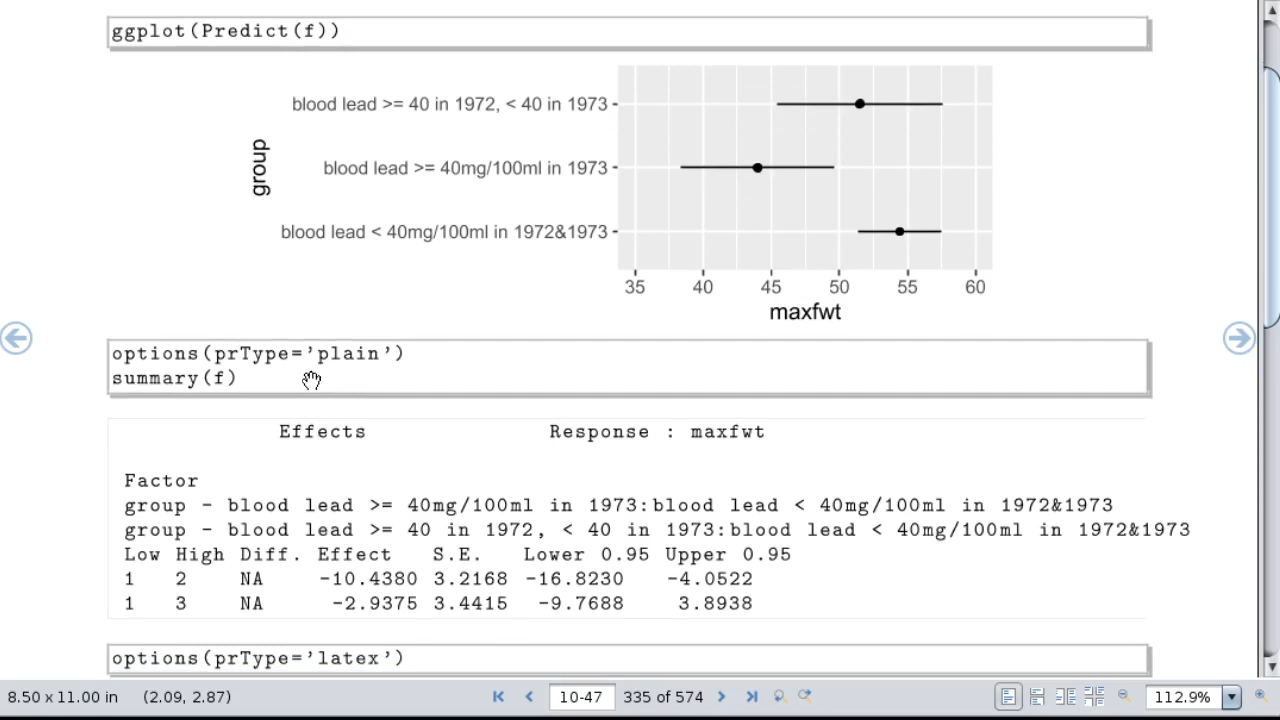 ggplot(Predict(f))
blood lead >= 40 in 1972, < 40 in 1973
blood lead >= 40mg/100ml in 1973
blood lead < 40mg/100ml in 1972&1973
group
35 40 45 50 55 60
maxfwt
options(prType='plain')
summary(f)
Effects Response : maxfwt
Factor
group - blood lead >= 40mg/100ml in 1973:blood lead < 40mg/100ml in 1972&1973
group - blood lead >= 40 in 1972, < 40 in 1973:blood lead < 40mg/100ml in 1972&1973
Low High Diff. Effect S.E. Lower 0.95 Upper 0.95
1 2 NA -10.4380 3.2168 -16.8230 -4.0522
1 3 NA -2.9375 3.4415 -9.7688 3.8938
options(prType='latex')
8.50 x 11.00 in (2.09, 2.87) 10-47 335 of 574 112.9%